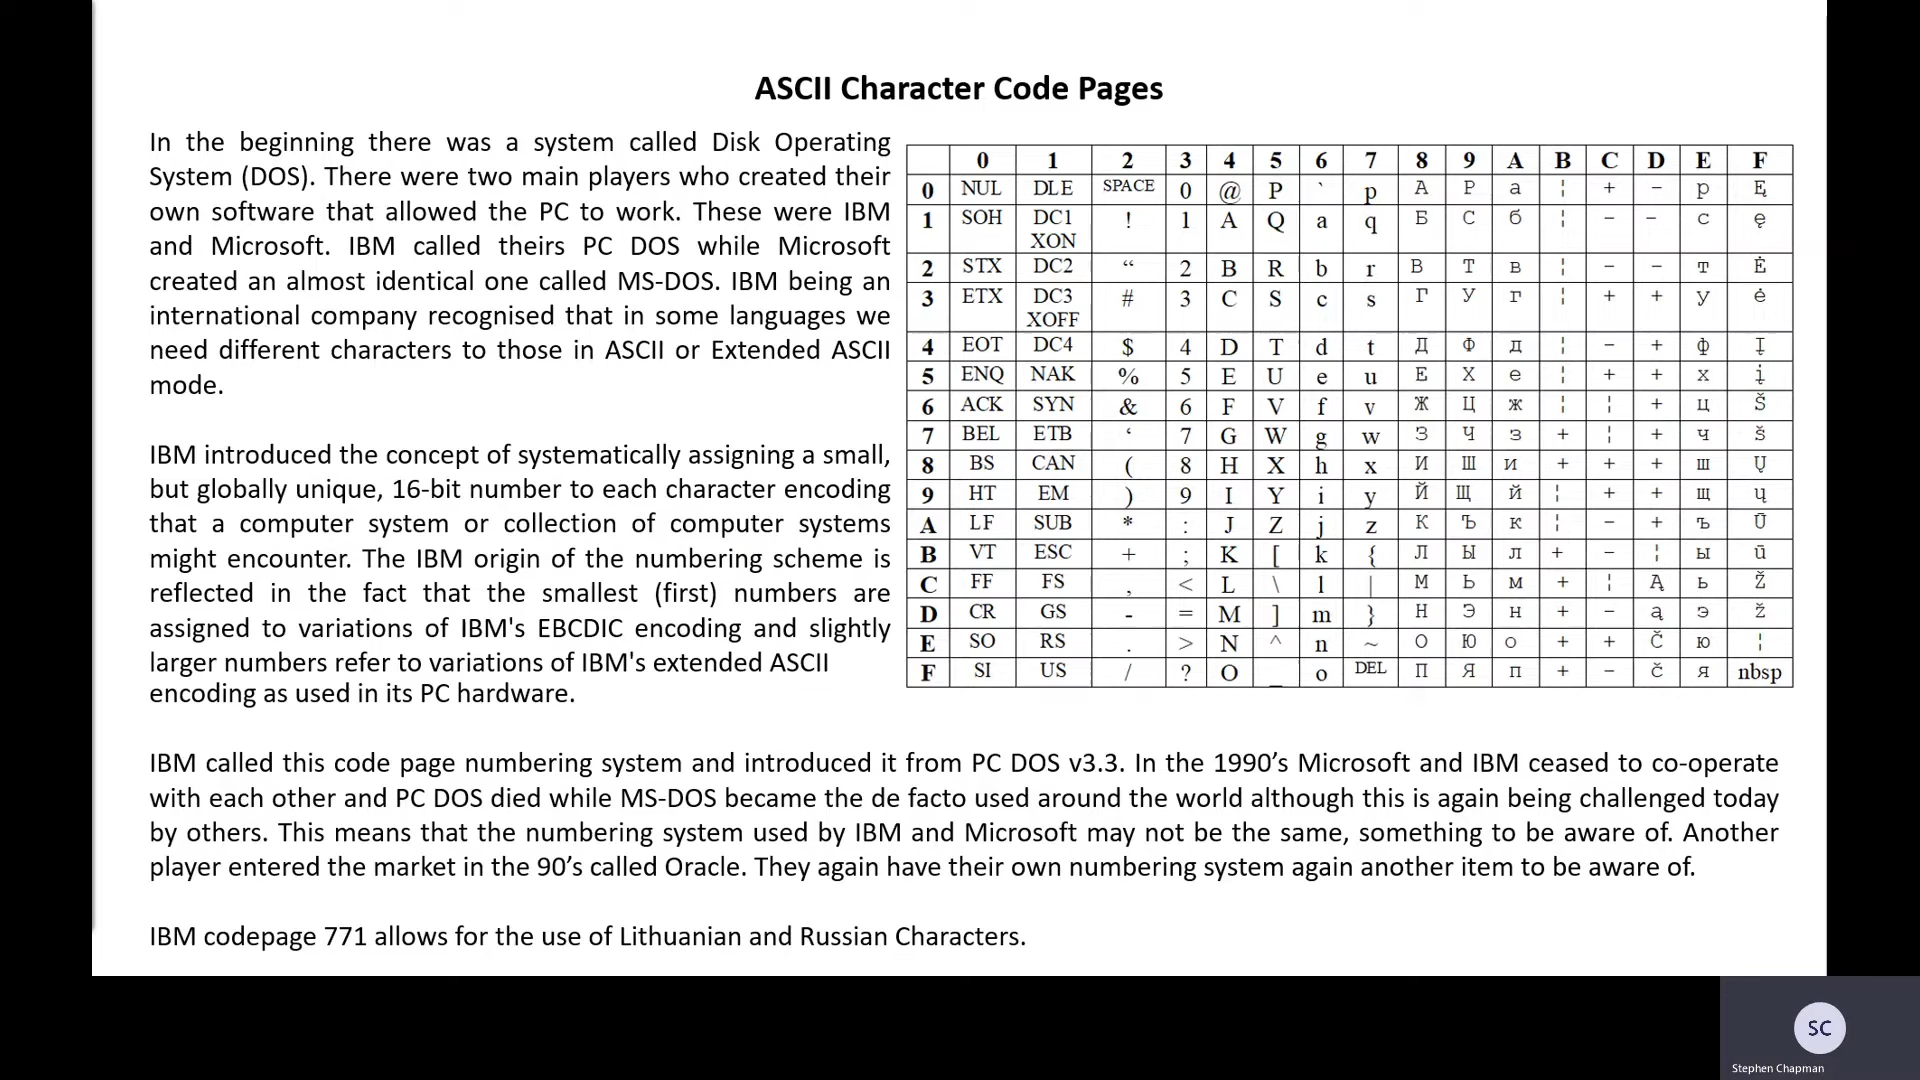 ASCII Character Code Pages
In the beginning there was a system called Disk Operating
System (DOS). There were two main players who created their
own software that allowed the PC to work. These were IBM
and Microsoft. IBM called theirs PC DOS while Microsoft
created an almost identical one called MS-DOS. IBM being an
international company recognised that in some languages we
need different characters to those in ASCII or Extended ASCII
mode.
IBM introduced the concept of systematically assigning a small,
but globally unique, 16-bit number to each character encoding
that a computer system or collection of computer systems
might encounter. The IBM origin of the numbering scheme is
reflected in the fact that the smallest (first) numbers are
assigned to variations of IBM's EBCDIC encoding and slightly
larger numbers refer to variations of IBM's extended ASCII
encoding as used in its PC hardware.
0 1 2 3 4 5 6 7 8 9 A B C D E F
0 NUL DLE SPACE 0 @ P ` p А Р а ¦ + − р Ę
1 SOH DC1 ! 1 A Q a q Б С б ¦ − − с ę
XON
2 STX DC2 “ 2 B R b r В Т в ¦ − − т Ė
3 ETX DC3 # 3 C S c s Г У г ¦ + + у ė
XOFF
4 EOT DC4 $ 4 D T d t Д Ф д ¦ − + ф Į
5 ENQ NAK % 5 E U e u Е Х е ¦ + + х į
6 ACK SYN & 6 F V f v Ж Ц ж ¦ ¦ + ц Š
7 BEL ETB ‘ 7 G W g w З Ч з + ¦ + ч š
8 BS CAN ( 8 H X h x И Ш и + + + ш Ų
9 HT EM ) 9 I Y i y Й Щ й ¦ + + щ ų
A LF SUB * : J Z j z К Ъ к ¦ − + ъ Ū
B VT ESC + ; K [ k { Л Ы л + − ¦ ы ū
C FF FS , < L \ l | М Ь м + ¦ Ą ь Ž
D CR GS - = M ] m } Н Э н + − ą э ž
E SO RS . > N ^ n ~ О Ю о + + Č ю ¦
F SI US / ? O _ o DEL П Я п + − č я nbsp
IBM called this code page numbering system and introduced it from PC DOS v3.3. In the 1990’s Microsoft and IBM ceased to co-operate
with each other and PC DOS died while MS-DOS became the de facto used around the world although this is again being challenged today
by others. This means that the numbering system used by IBM and Microsoft may not be the same, something to be aware of. Another
player entered the market in the 90’s called Oracle. They again have their own numbering system again another item to be aware of.
IBM codepage 771 allows for the use of Lithuanian and Russian Characters.
SC
Stephen Chapman